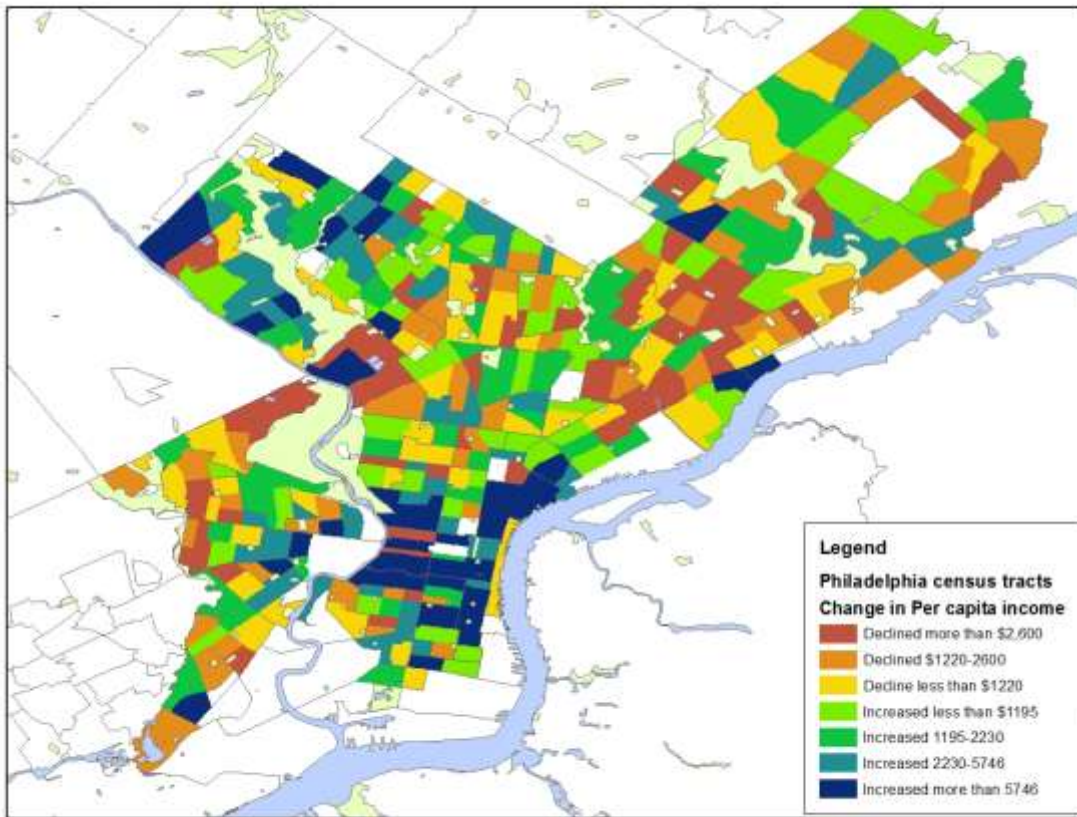 Legend
Philadelphia census tracts
Change in Per capita income
Declined more than $2,600
Declined $1220-2600
Decline less than $1220
Increased less than $1195
Increased 1195-2230
Increased 2230-5746
Increased more than 5746